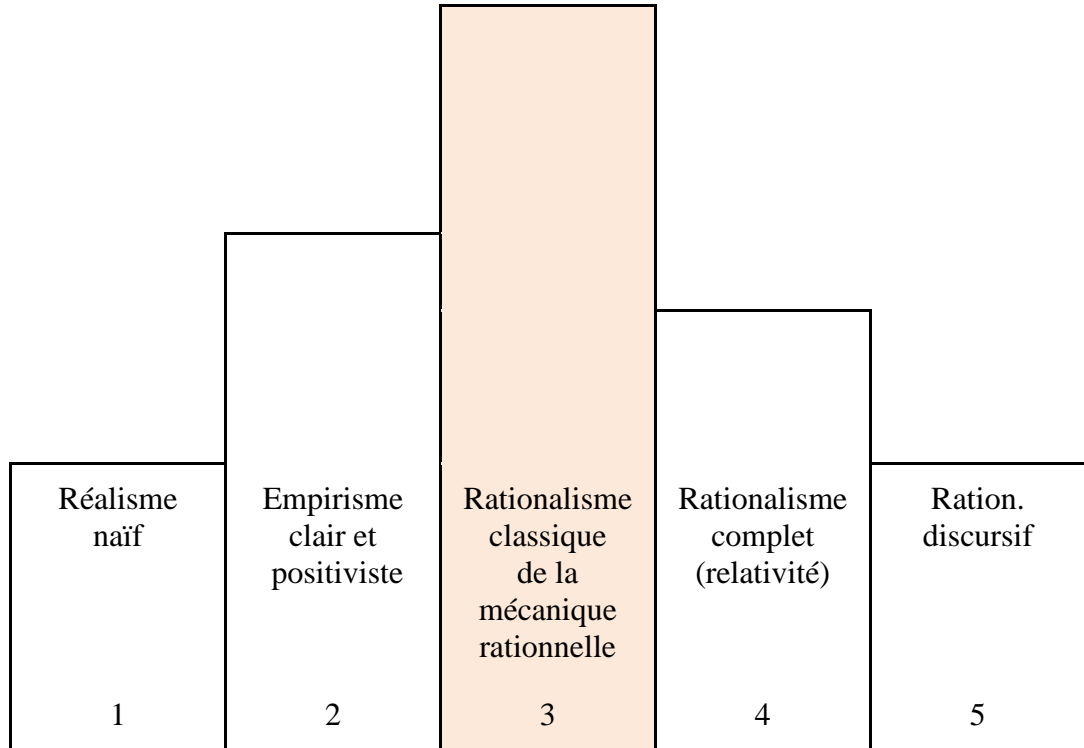 Réalisme
naïf
1
Empirisme
clair et
positiviste
2
Rationalisme
classique
de la
mécanique
rationnelle
3
Rationalisme
complet
(relativité)
4
Ration.
discursif
5